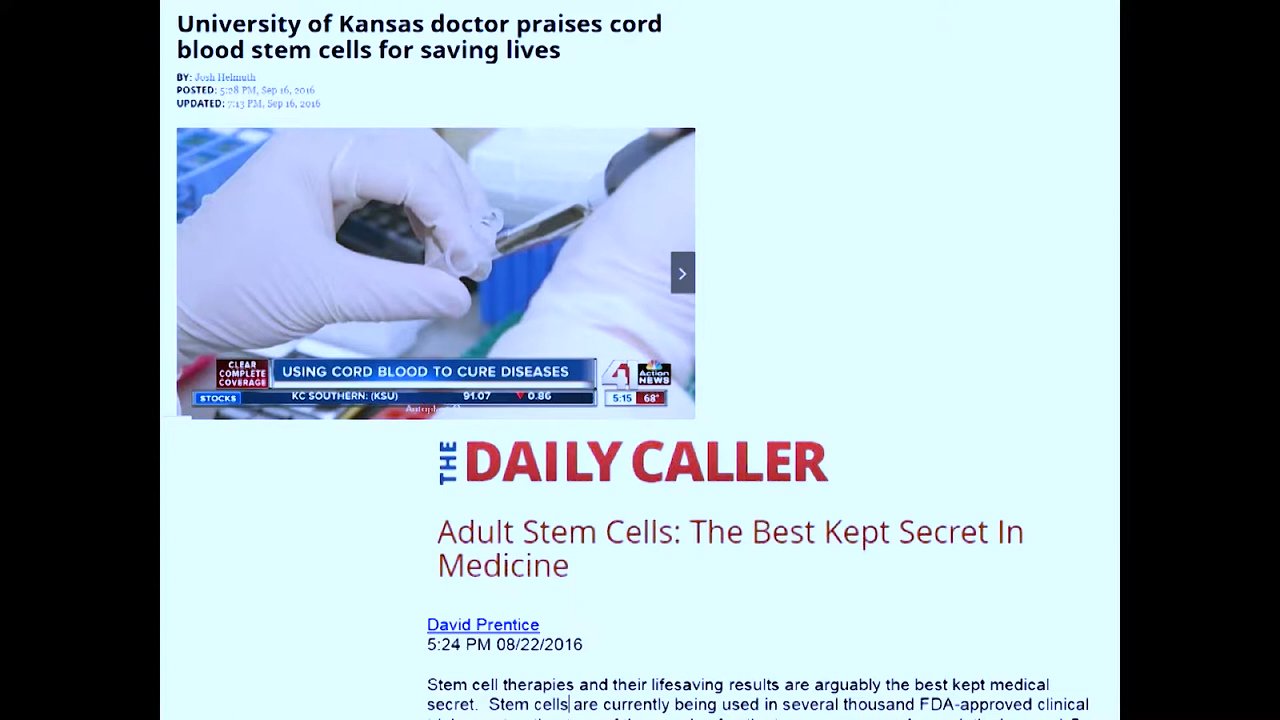 University of Kansas doctor praises cord
blood stem cells for saving lives
BY: Josh Helmuth
POSTED: 5:28 PM, Sep 16, 2016
UPDATED: 7:13 PM, Sep 16, 2016
CLEAR
COMPLETE
COVERAGE
USING CORD BLOOD TO CURE DISEASES
41
Action
NEWS
STOCKS KC SOUTHERN: (KSU) 91.07 0.86
5:15 68°
THE DAILY CALLER
Adult Stem Cells: The Best Kept Secret In
Medicine
David Prentice
5:24 PM 08/22/2016
Stem cell therapies and their lifesaving results are arguably the best kept medical
secret. Stem cells are currently being used in several thousand FDA-approved clinical